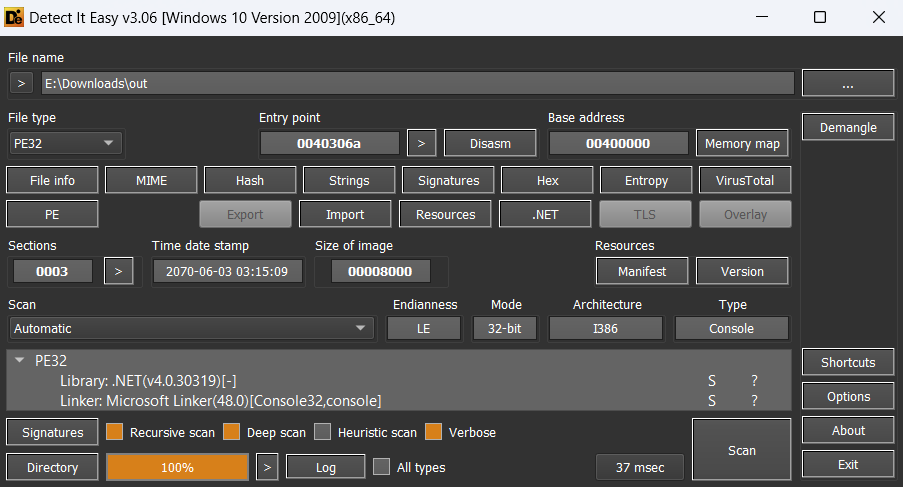 Detect It Easy v3.06 [Windows 10 Version 2009](x86_64)
File name
> E:\Downloads\out ...
File type Entry point Base address
PE32 0040306a > Disasm 00400000 Memory map Demangle
File info MIME Hash Strings Signatures Hex Entropy VirusTotal
PE Export Import Resources .NET TLS Overlay
Sections Time date stamp Size of image Resources
0003 > 2070-06-03 03:15:09 00008000 Manifest Version
Scan Endianness Mode Architecture Type
Automatic LE 32-bit I386 Console
PE32
Library: .NET(v4.0.30319)[-] S ?
Linker: Microsoft Linker(48.0)[Console32,console] S ?
Shortcuts
Options
Signatures Recursive scan Deep scan Heuristic scan Verbose Scan About
Directory 100% > Log All types 37 msec Exit